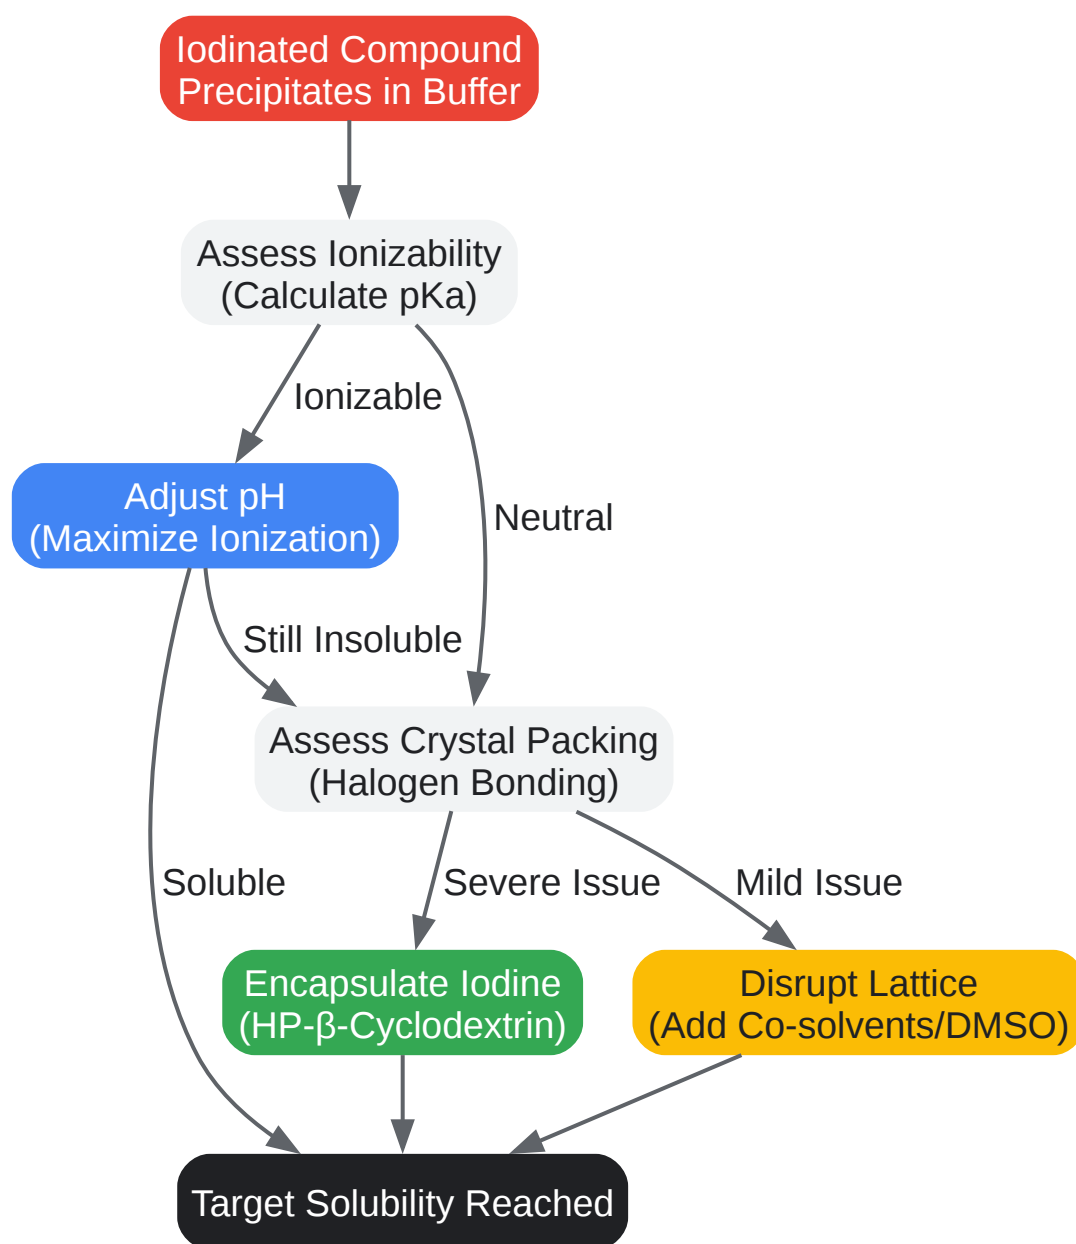 Iodinated Compound
Precipitates in Buffer
Assess Ionizability
(Calculate pKa)
Ionizable
Adjust pH
(Maximize Ionization)
Neutral
Still Insoluble
Assess Crystal Packing
(Halogen Bonding)
Soluble
Severe Issue
Mild Issue
Encapsulate Iodine
(HP-β-Cyclodextrin)
Disrupt Lattice
(Add Co-solvents/DMSO)
Target Solubility Reached